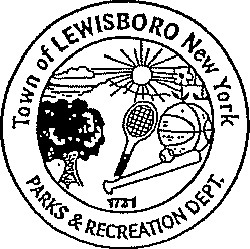 Town of LEWISBORO New York
1731
PARKS & RECREATION DEPT.